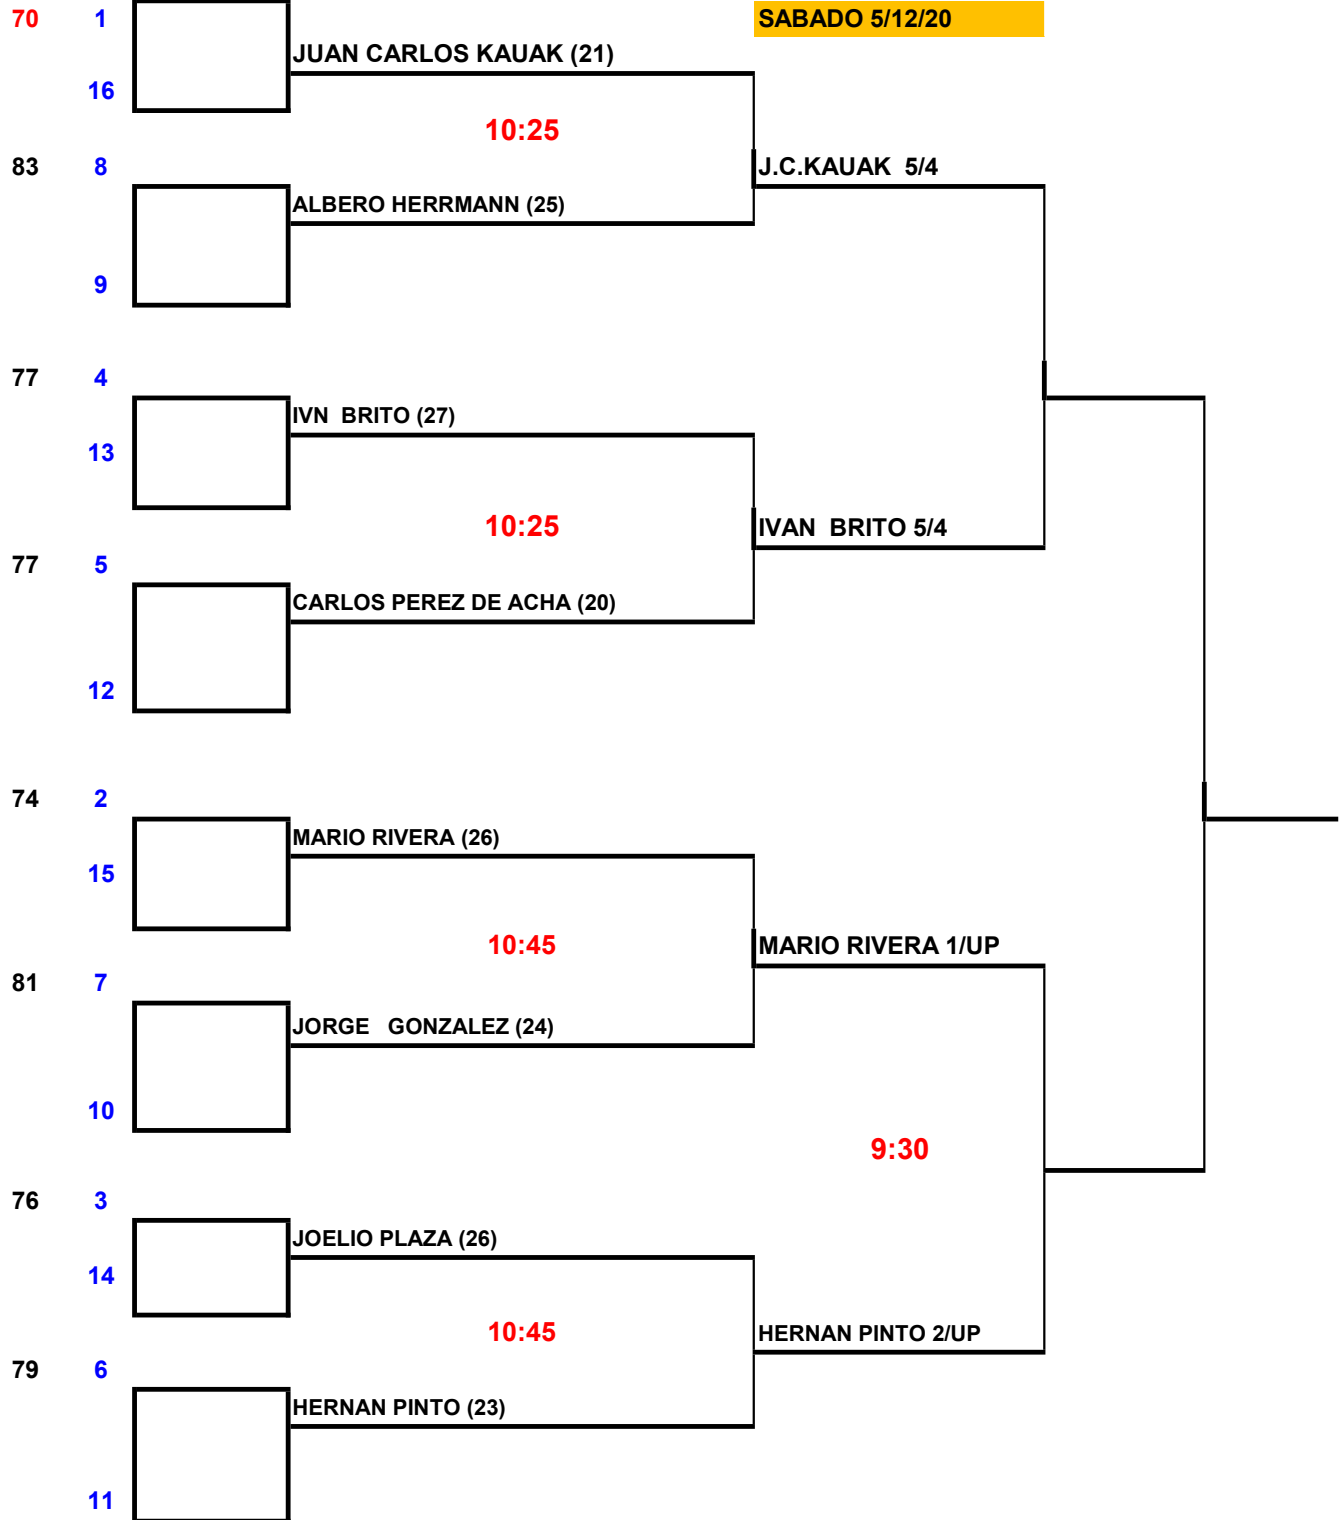 70 1 SABADO 5/12/20
JUAN CARLOS KAUAK (21)
16
10:25
83 8 J.C.KAUAK 5/4
ALBERO HERRMANN (25)
9
77 4
IVN BRITO (27)
13
10:25 IVAN BRITO 5/4
77 5
CARLOS PEREZ DE ACHA (20)
12
74 2
MARIO RIVERA (26)
15
10:45 MARIO RIVERA 1/UP
81 7
JORGE GONZALEZ (24)
10
9:30
76 3
JOELIO PLAZA (26)
14
10:45 HERNAN PINTO 2/UP
79 6
HERNAN PINTO (23)
11